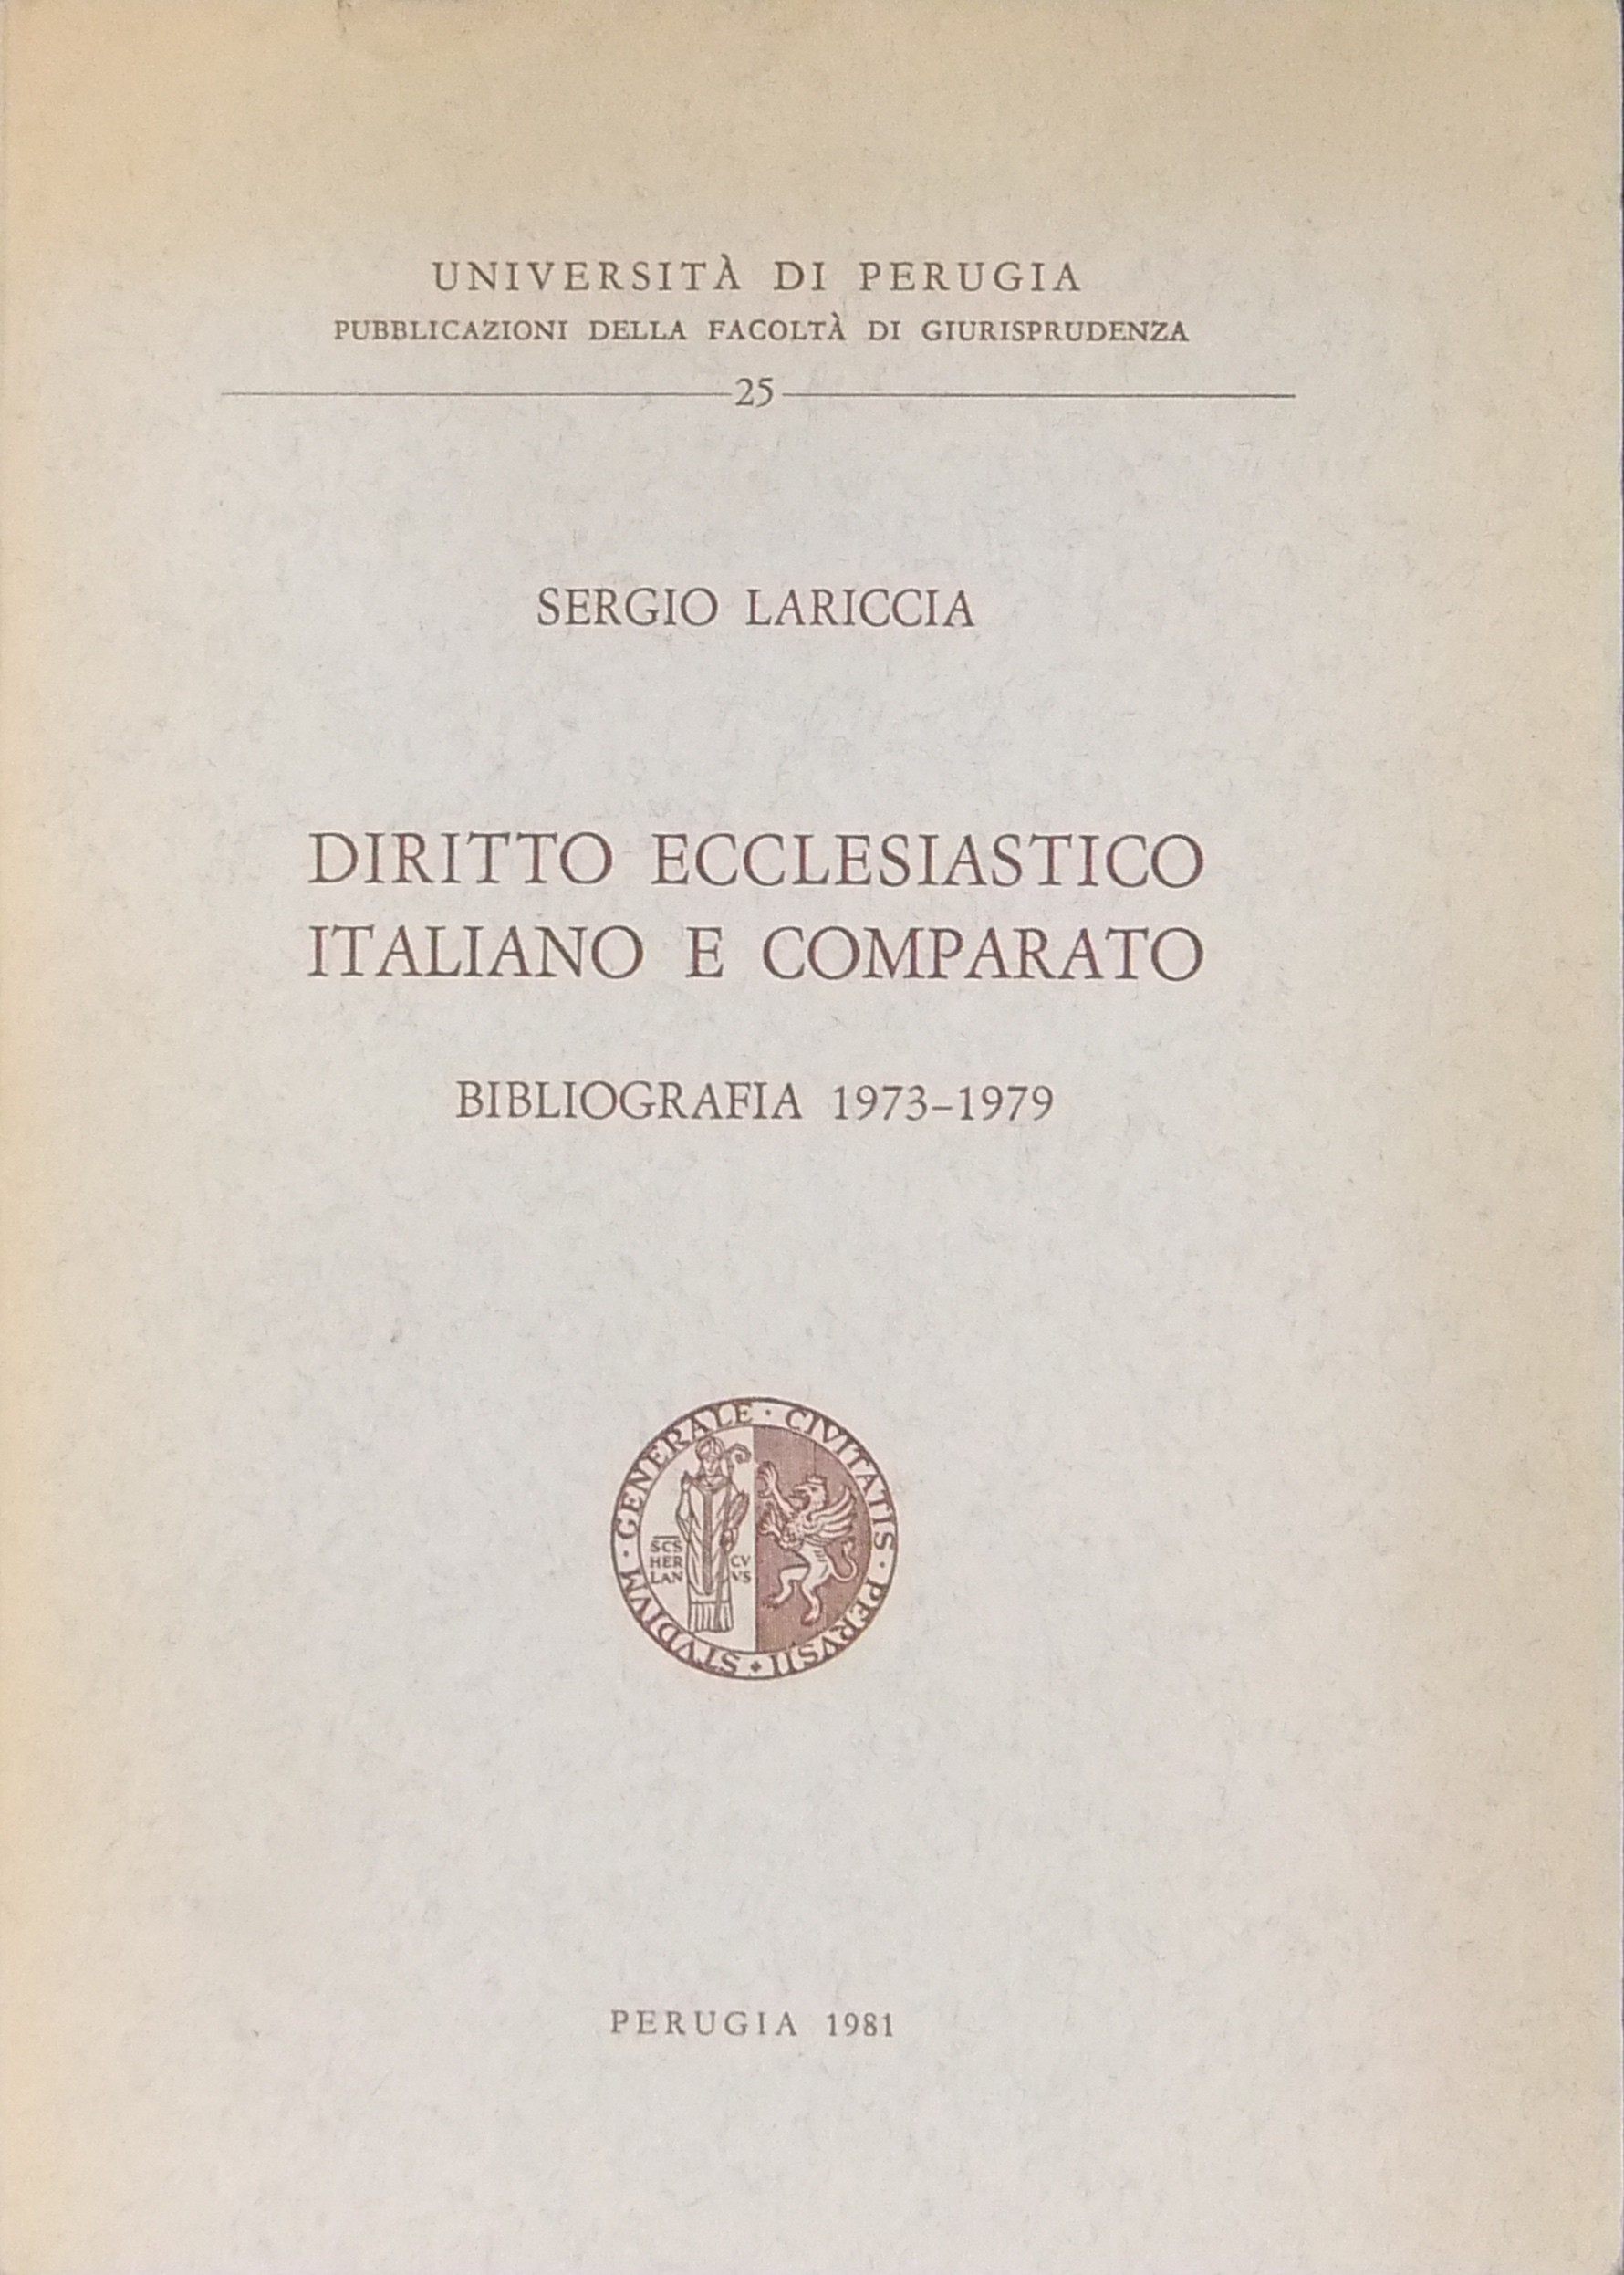 UNIVERSITÀ DI PERUGIA
PUBBLICAZIONI DELLA FACOLTÀ DI GIURISPRUDENZA
25
SERGIO LARICCIA
DIRITTO ECCLESIASTICO
ITALIANO E COMPARATO
BIBLIOGRAFIA 1973-1979
STVDIVM · GENERALE · CIVITATIS · PERVSII
SCS
HER CV
LAN VS
PERUGIA 1981